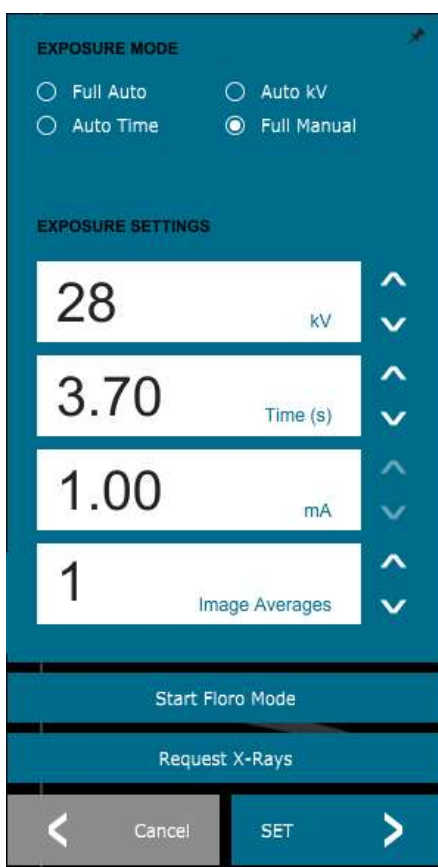 EXPOSURE MODE
Full Auto
Auto kV
Auto Time
Full Manual
EXPOSURE SETTINGS
28 kV
3.70 Time (s)
1.00 mA
1 Image Averages
Start Floro Mode
Request X-Rays
Cancel
SET